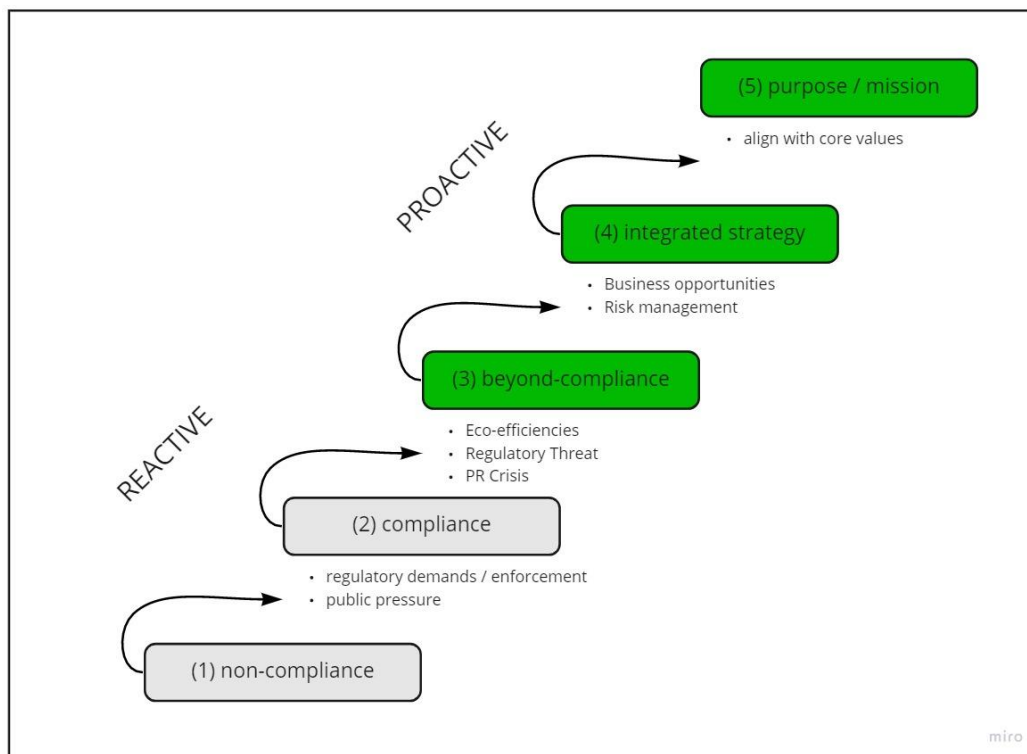 (5) purpose / mission
• align with core values
PROACTIVE
(4) integrated strategy
• Business opportunities
• Risk management
(3) beyond-compliance
• Eco-efficiencies
• Regulatory Threat
• PR Crisis
REACTIVE
(2) compliance
• regulatory demands / enforcement
• public pressure
(1) non-compliance
miro